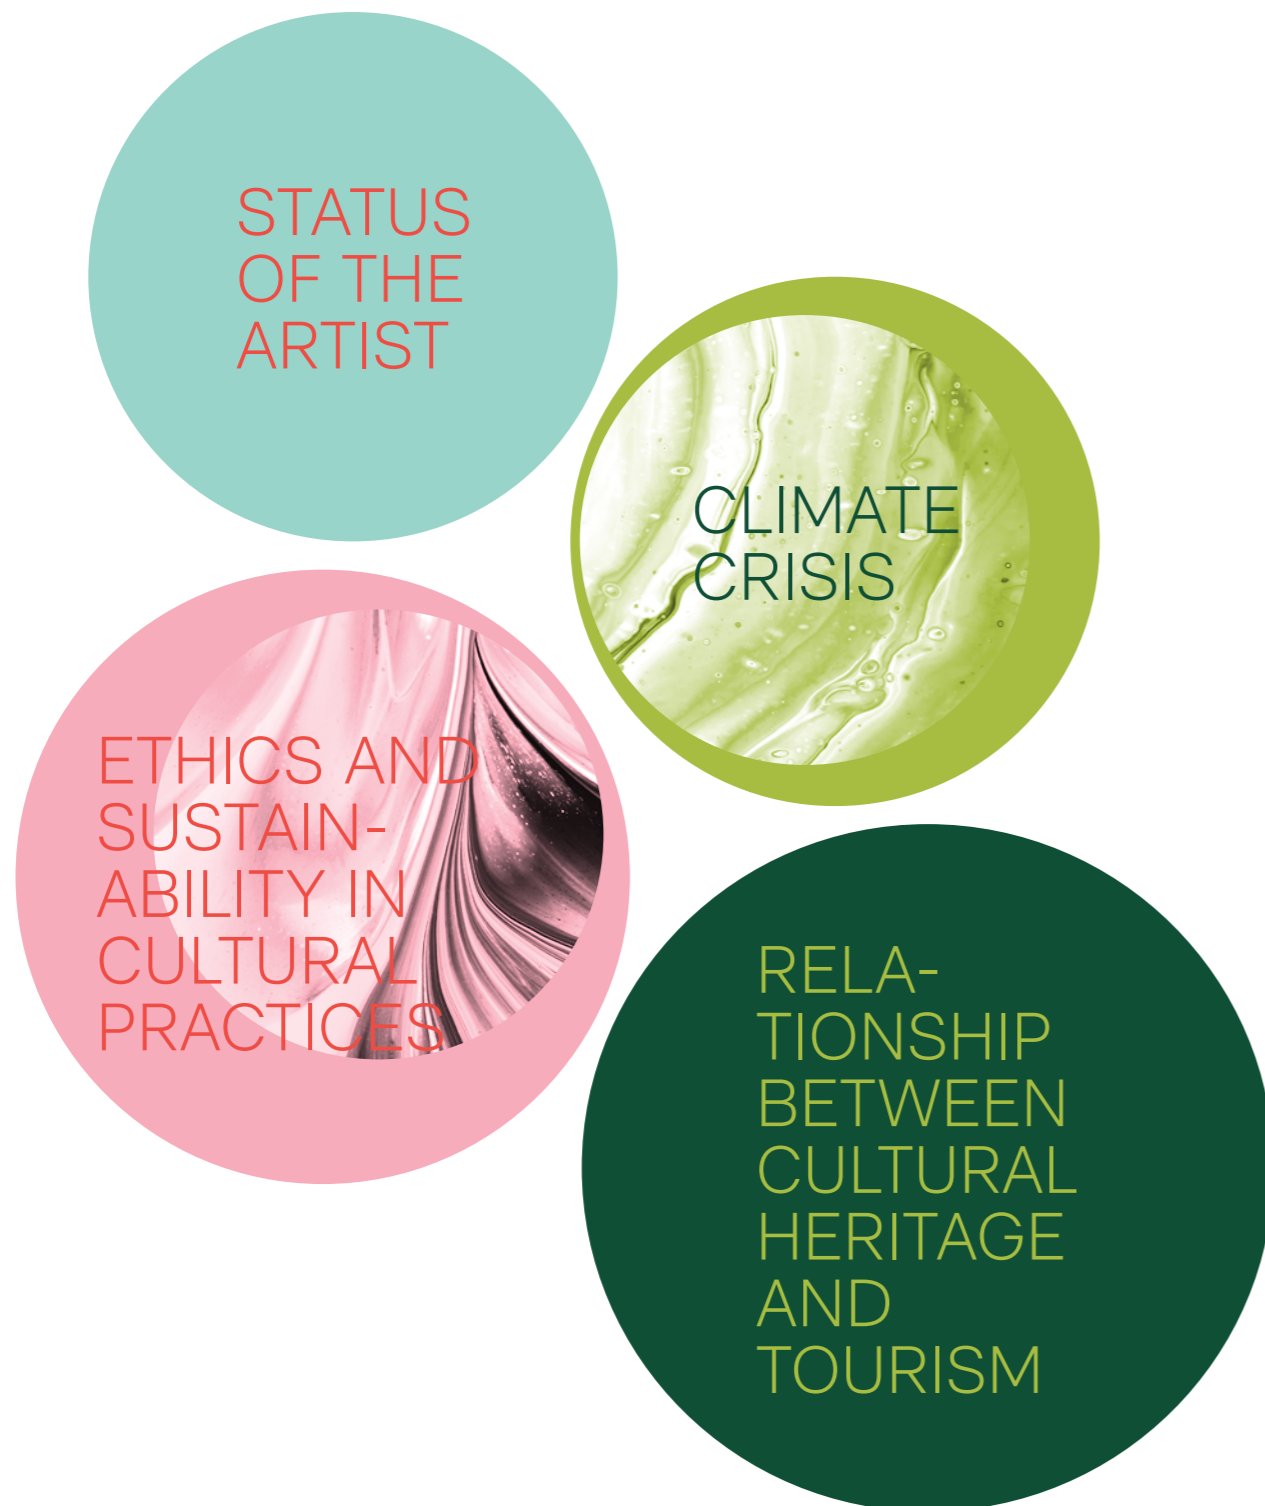 STATUS
OF THE
ARTIST
CLIMATE
CRISIS
ETHICS AND
SUSTAIN-
ABILITY IN
CULTURAL
PRACTICES
RELA-
TIONSHIP
BETWEEN
CULTURAL
HERITAGE
AND
TOURISM